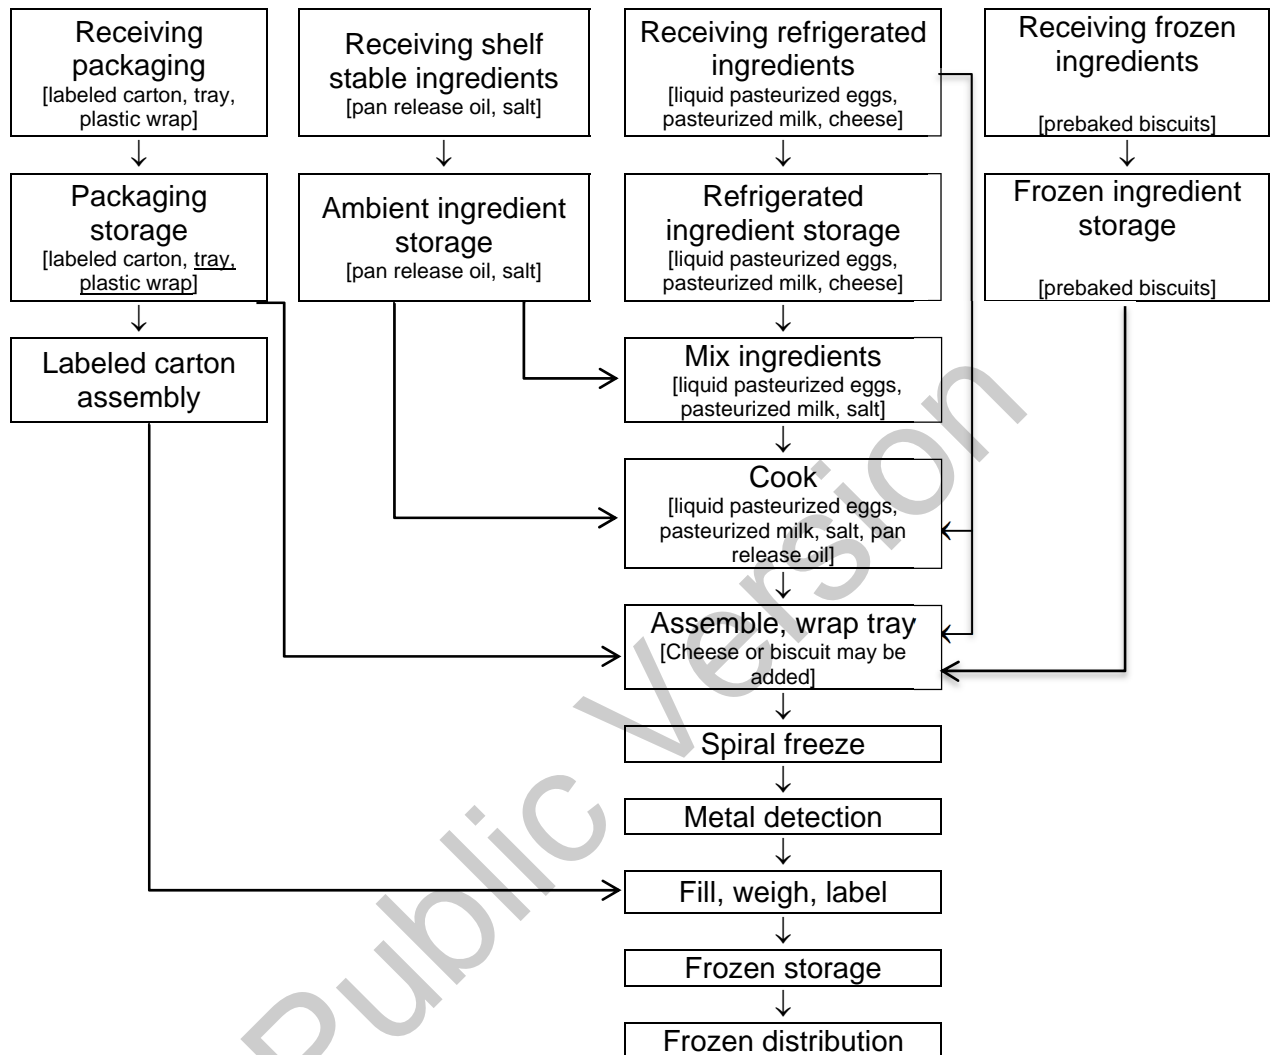 Receiving
packaging
[labeled carton, tray,
plastic wrap]
Receiving shelf
stable ingredients
[pan release oil, salt]
Receiving refrigerated
ingredients
[liquid pasteurized eggs,
pasteurized milk, cheese]
Receiving frozen
ingredients
[prebaked biscuits]
Packaging
storage
[labeled carton, tray,
plastic wrap]
Ambient ingredient
storage
[pan release oil, salt]
Refrigerated
ingredient storage
[liquid pasteurized eggs,
pasteurized milk, cheese]
Frozen ingredient
storage
[prebaked biscuits]
Labeled carton
assembly
Mix ingredients
[liquid pasteurized eggs,
pasteurized milk, salt]
Cook
[liquid pasteurized eggs,
pasteurized milk, salt, pan
release oil]
Assemble, wrap tray
[Cheese or biscuit may be
added]
Spiral freeze
Metal detection
Fill, weigh, label
Frozen storage
Frozen distribution
Public Version